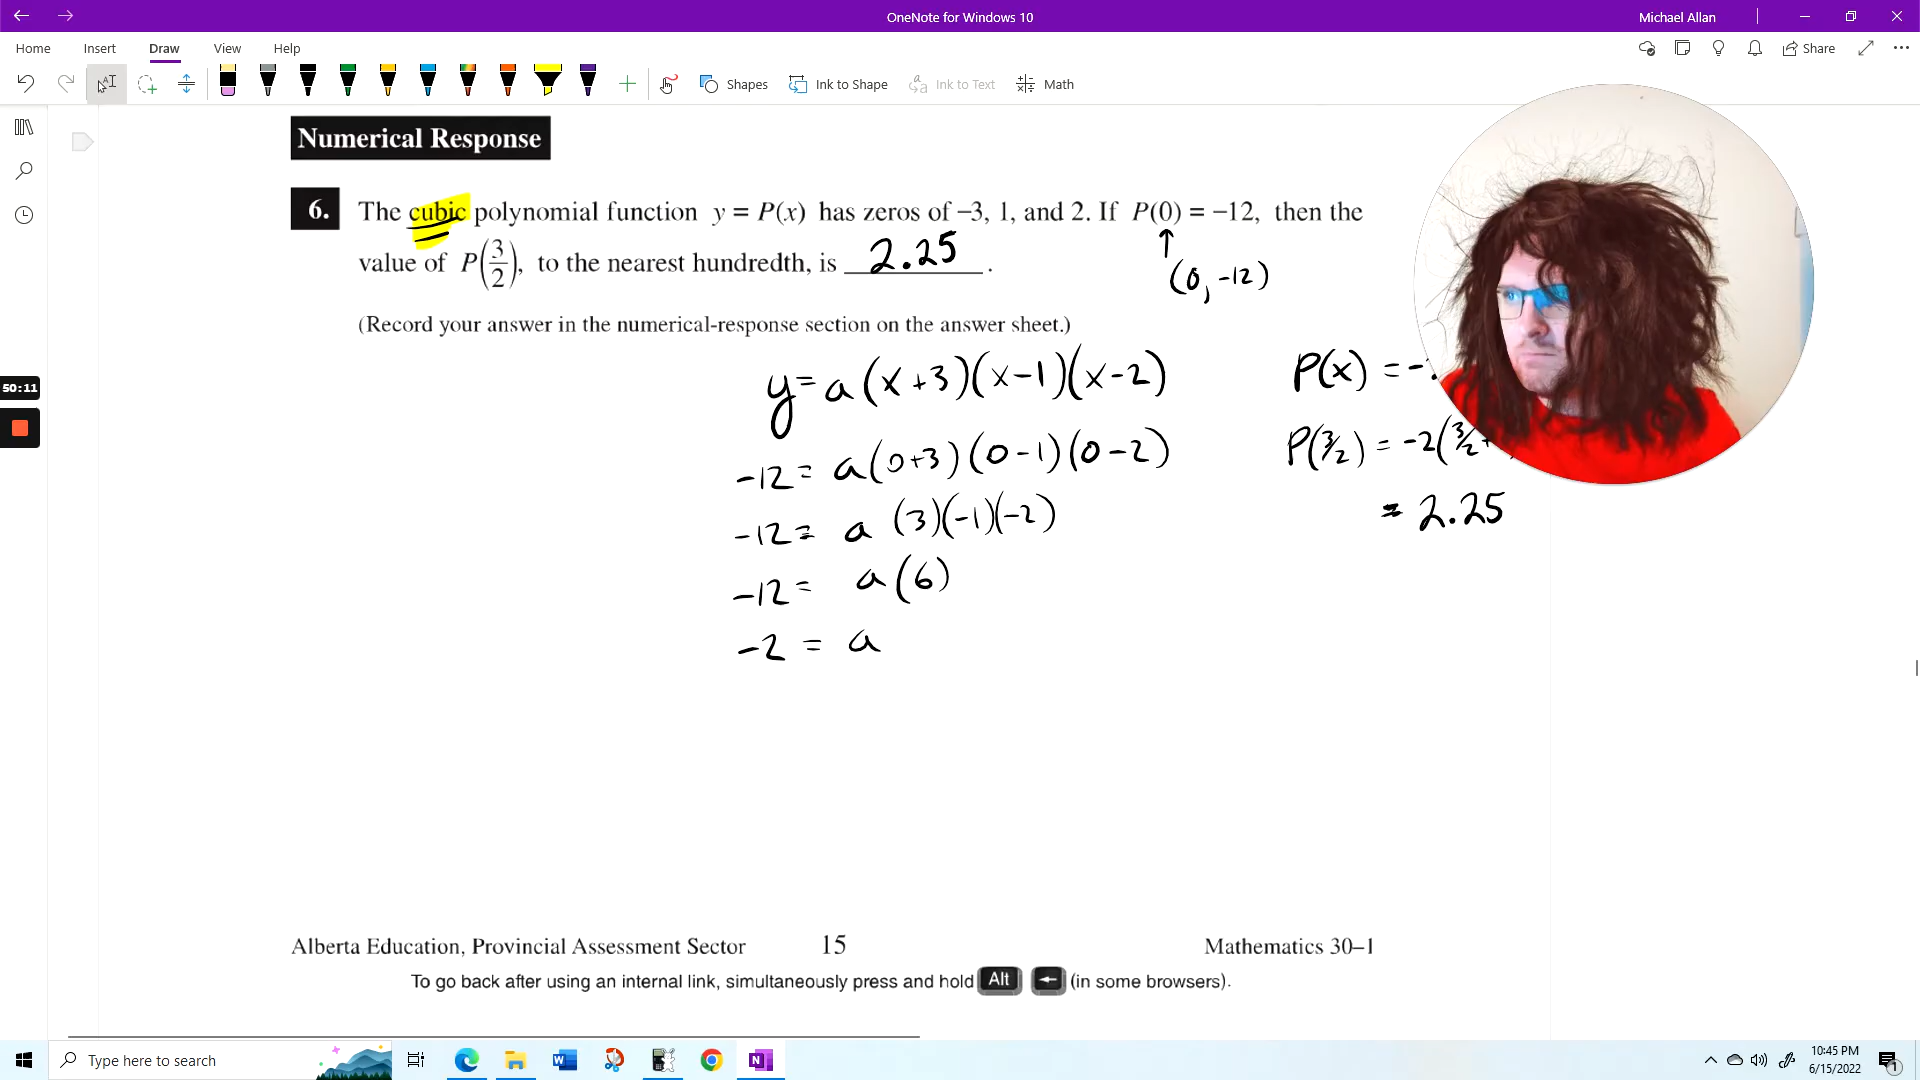 OneNote for Windows 10
Michael Allan
Home Insert Draw View Help
Share
Shapes Ink to Shape Ink to Text Math
Numerical Response
6. The cubic polynomial function y = P(x) has zeros of −3, 1, and 2. If P(0) = −12, then the
value of P(3/2), to the nearest hundredth, is 2.25 .
(0, -12)
(Record your answer in the numerical-response section on the answer sheet.)
y = a(x+3)(x-1)(x-2)
-12 = a(0+3)(0-1)(0-2)
-12 = a (3)(-1)(-2)
-12 = a(6)
-2 = a
P(x) = -
P(3/2) = -2(3/2+
= 2.25
50:11
Alberta Education, Provincial Assessment Sector 15 Mathematics 30–1
To go back after using an internal link, simultaneously press and hold Alt ← (in some browsers).
Type here to search
10:45 PM
6/15/2022
1